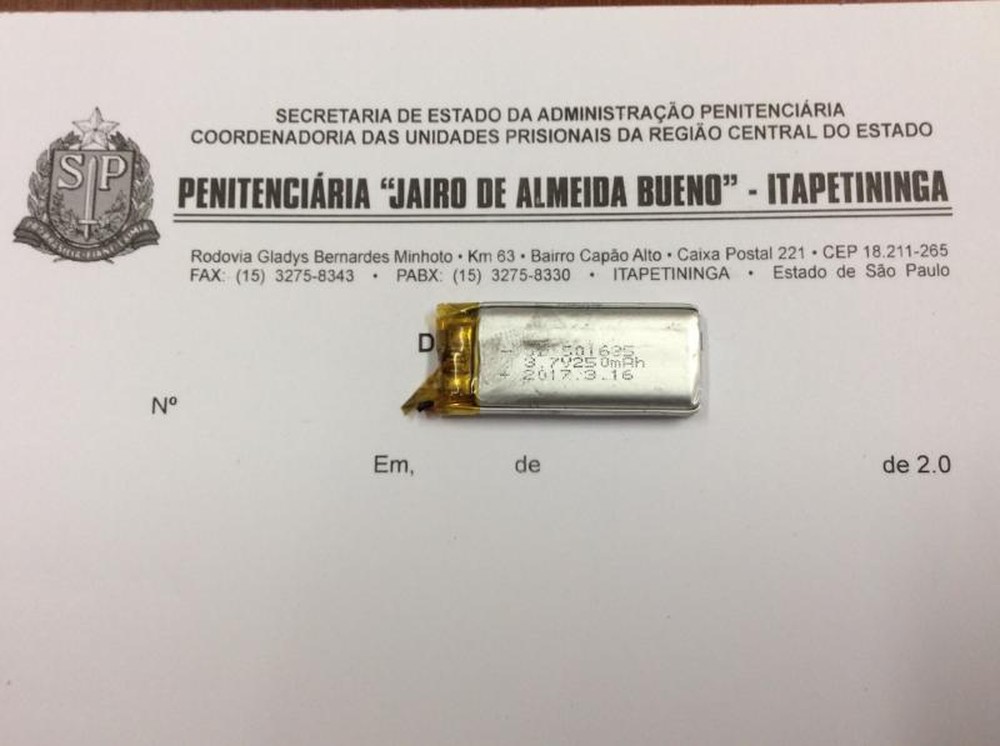 SECRETARIA DE ESTADO DA ADMINISTRAÇÃO PENITENCIÁRIA
COORDENADORIA DAS UNIDADES PRISIONAIS DA REGIÃO CENTRAL DO ESTADO
SP
PENITENCIÁRIA “JAIRO DE ALMEIDA BUENO” - ITAPETININGA
Rodovia Gladys Bernardes Minhoto • Km 63 • Bairro Capão Alto • Caixa Postal 221 • CEP 18.211-265
FAX: (15) 3275-8343 • PABX: (15) 3275-8330 • ITAPETININGA • Estado de São Paulo
D
- 501635
3.7V250mAh
+ 2017.3.16
Nº
Em, de de 2.0